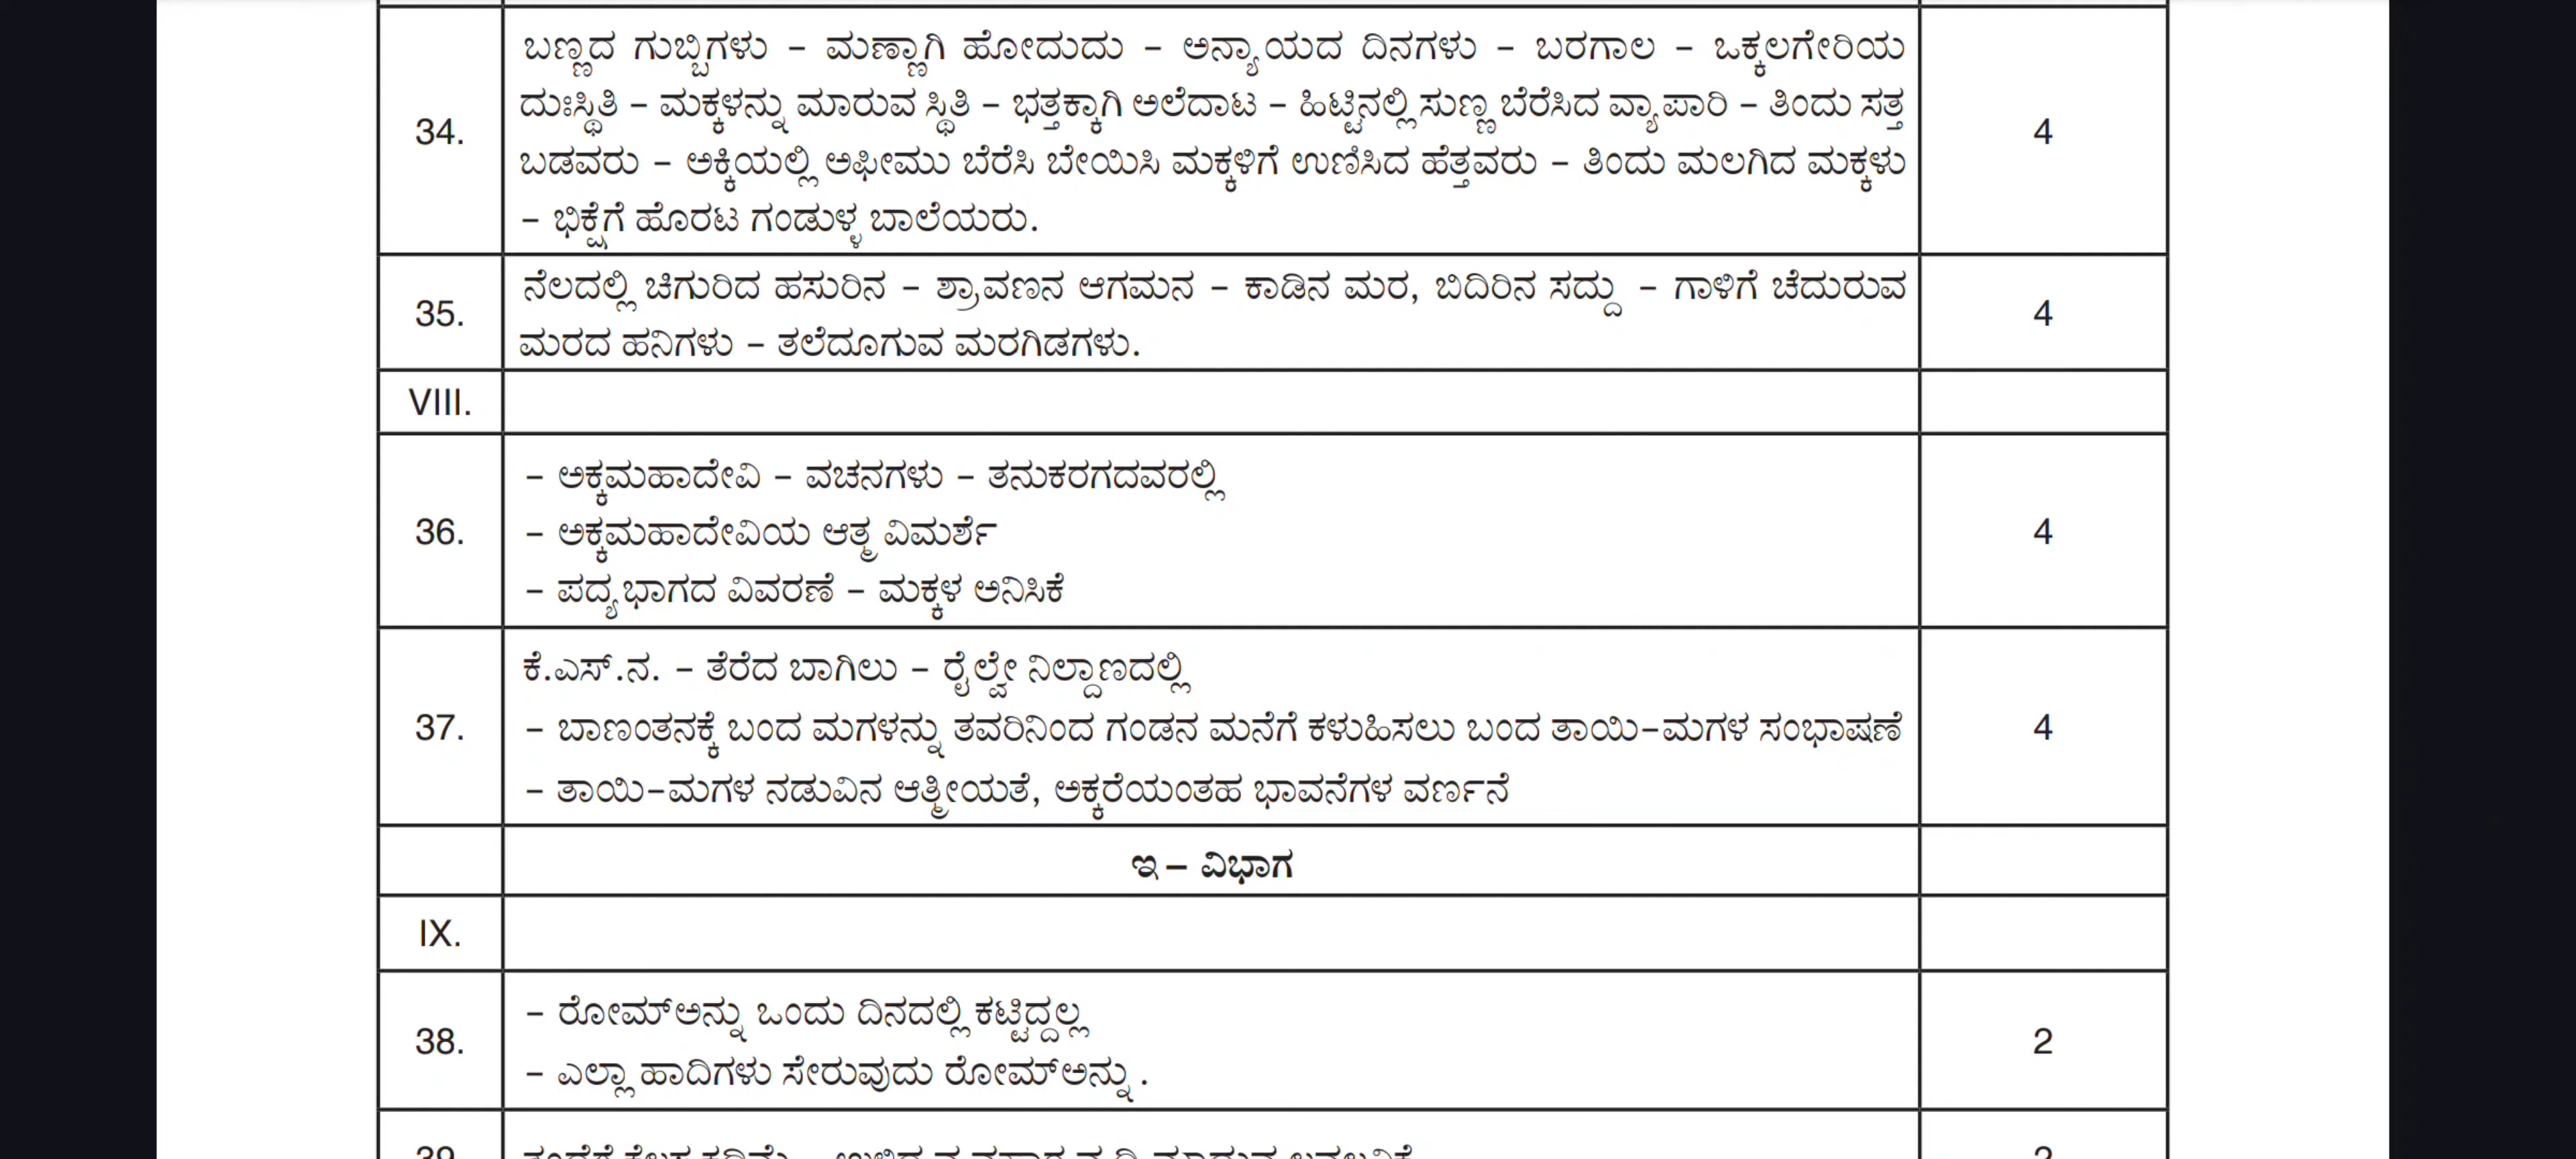 34.
ಬಣ್ಣದ ಗುಬ್ಬಿಗಳು – ಮಣ್ಣಾಗಿ ಹೋದುದು – ಅನ್ಯಾಯದ ದಿನಗಳು – ಬರಗಾಲ – ಒಕ್ಕಲಗೇರಿಯ
ದುಃಸ್ಥಿತಿ – ಮಕ್ಕಳನ್ನು ಮಾರುವ ಸ್ಥಿತಿ – ಭತ್ತಕ್ಕಾಗಿ ಅಲೆದಾಟ – ಹಿಟ್ಟಿನಲ್ಲಿ ಸುಣ್ಣ ಬೆರೆಸಿದ ವ್ಯಾಪಾರಿ – ತಿಂದು ಸತ್ತ
ಬಡವರು – ಅಕ್ಕಿಯಲ್ಲಿ ಅಫೀಮು ಬೆರೆಸಿ ಬೇಯಿಸಿ ಮಕ್ಕಳಿಗೆ ಉಣಿಸಿದ ಹೆತ್ತವರು – ತಿಂದು ಮಲಗಿದ ಮಕ್ಕಳು
– ಭಿಕ್ಷೆಗೆ ಹೊರಟ ಗಂಡುಳ್ಳ ಬಾಲೆಯರು.
4
35.
ನೆಲದಲ್ಲಿ ಚಿಗುರಿದ ಹಸುರಿನ – ಶ್ರಾವಣನ ಆಗಮನ – ಕಾಡಿನ ಮರ, ಬಿದಿರಿನ ಸದ್ದು – ಗಾಳಿಗೆ ಚೆದುರುವ
ಮರದ ಹನಿಗಳು – ತಲೆದೂಗುವ ಮರಗಿಡಗಳು.
4
VIII.
36.
– ಅಕ್ಕಮಹಾದೇವಿ – ವಚನಗಳು – ತನುಕರಗದವರಲ್ಲಿ
– ಅಕ್ಕಮಹಾದೇವಿಯ ಆತ್ಮ ವಿಮರ್ಶೆ
– ಪದ್ಯಭಾಗದ ವಿವರಣೆ – ಮಕ್ಕಳ ಅನಿಸಿಕೆ
4
37.
ಕೆ.ಎಸ್.ನ. – ತೆರೆದ ಬಾಗಿಲು – ರೈಲ್ವೇ ನಿಲ್ದಾಣದಲ್ಲಿ
– ಬಾಣಂತನಕ್ಕೆ ಬಂದ ಮಗಳನ್ನು ತವರಿನಿಂದ ಗಂಡನ ಮನೆಗೆ ಕಳುಹಿಸಲು ಬಂದ ತಾಯಿ–ಮಗಳ ಸಂಭಾಷಣೆ
– ತಾಯಿ–ಮಗಳ ನಡುವಿನ ಆತ್ಮೀಯತೆ, ಅಕ್ಕರೆಯಂತಹ ಭಾವನೆಗಳ ವರ್ಣನೆ
4
ಇ – ವಿಭಾಗ
IX.
38.
– ರೋಮ್‌ಅನ್ನು ಒಂದು ದಿನದಲ್ಲಿ ಕಟ್ಟಿದ್ದಲ್ಲ
– ಎಲ್ಲಾ ಹಾದಿಗಳು ಸೇರುವುದು ರೋಮ್‌ಅನ್ನು .
2